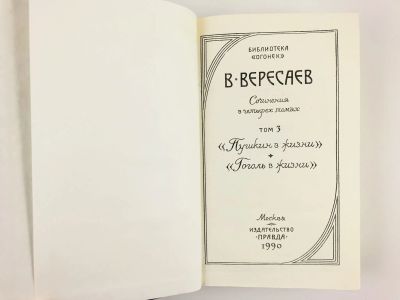 БИБЛИОТЕКА
«ОГОНЕК»
В·ВЕРЕСАЕВ
Сочинения
в четырех томах
ТОМ 3
«Пушкин в жизни»
«Гоголь в жизни»
Москва
ИЗДАТЕЛЬСТВО
·ПРАВДА·
1990